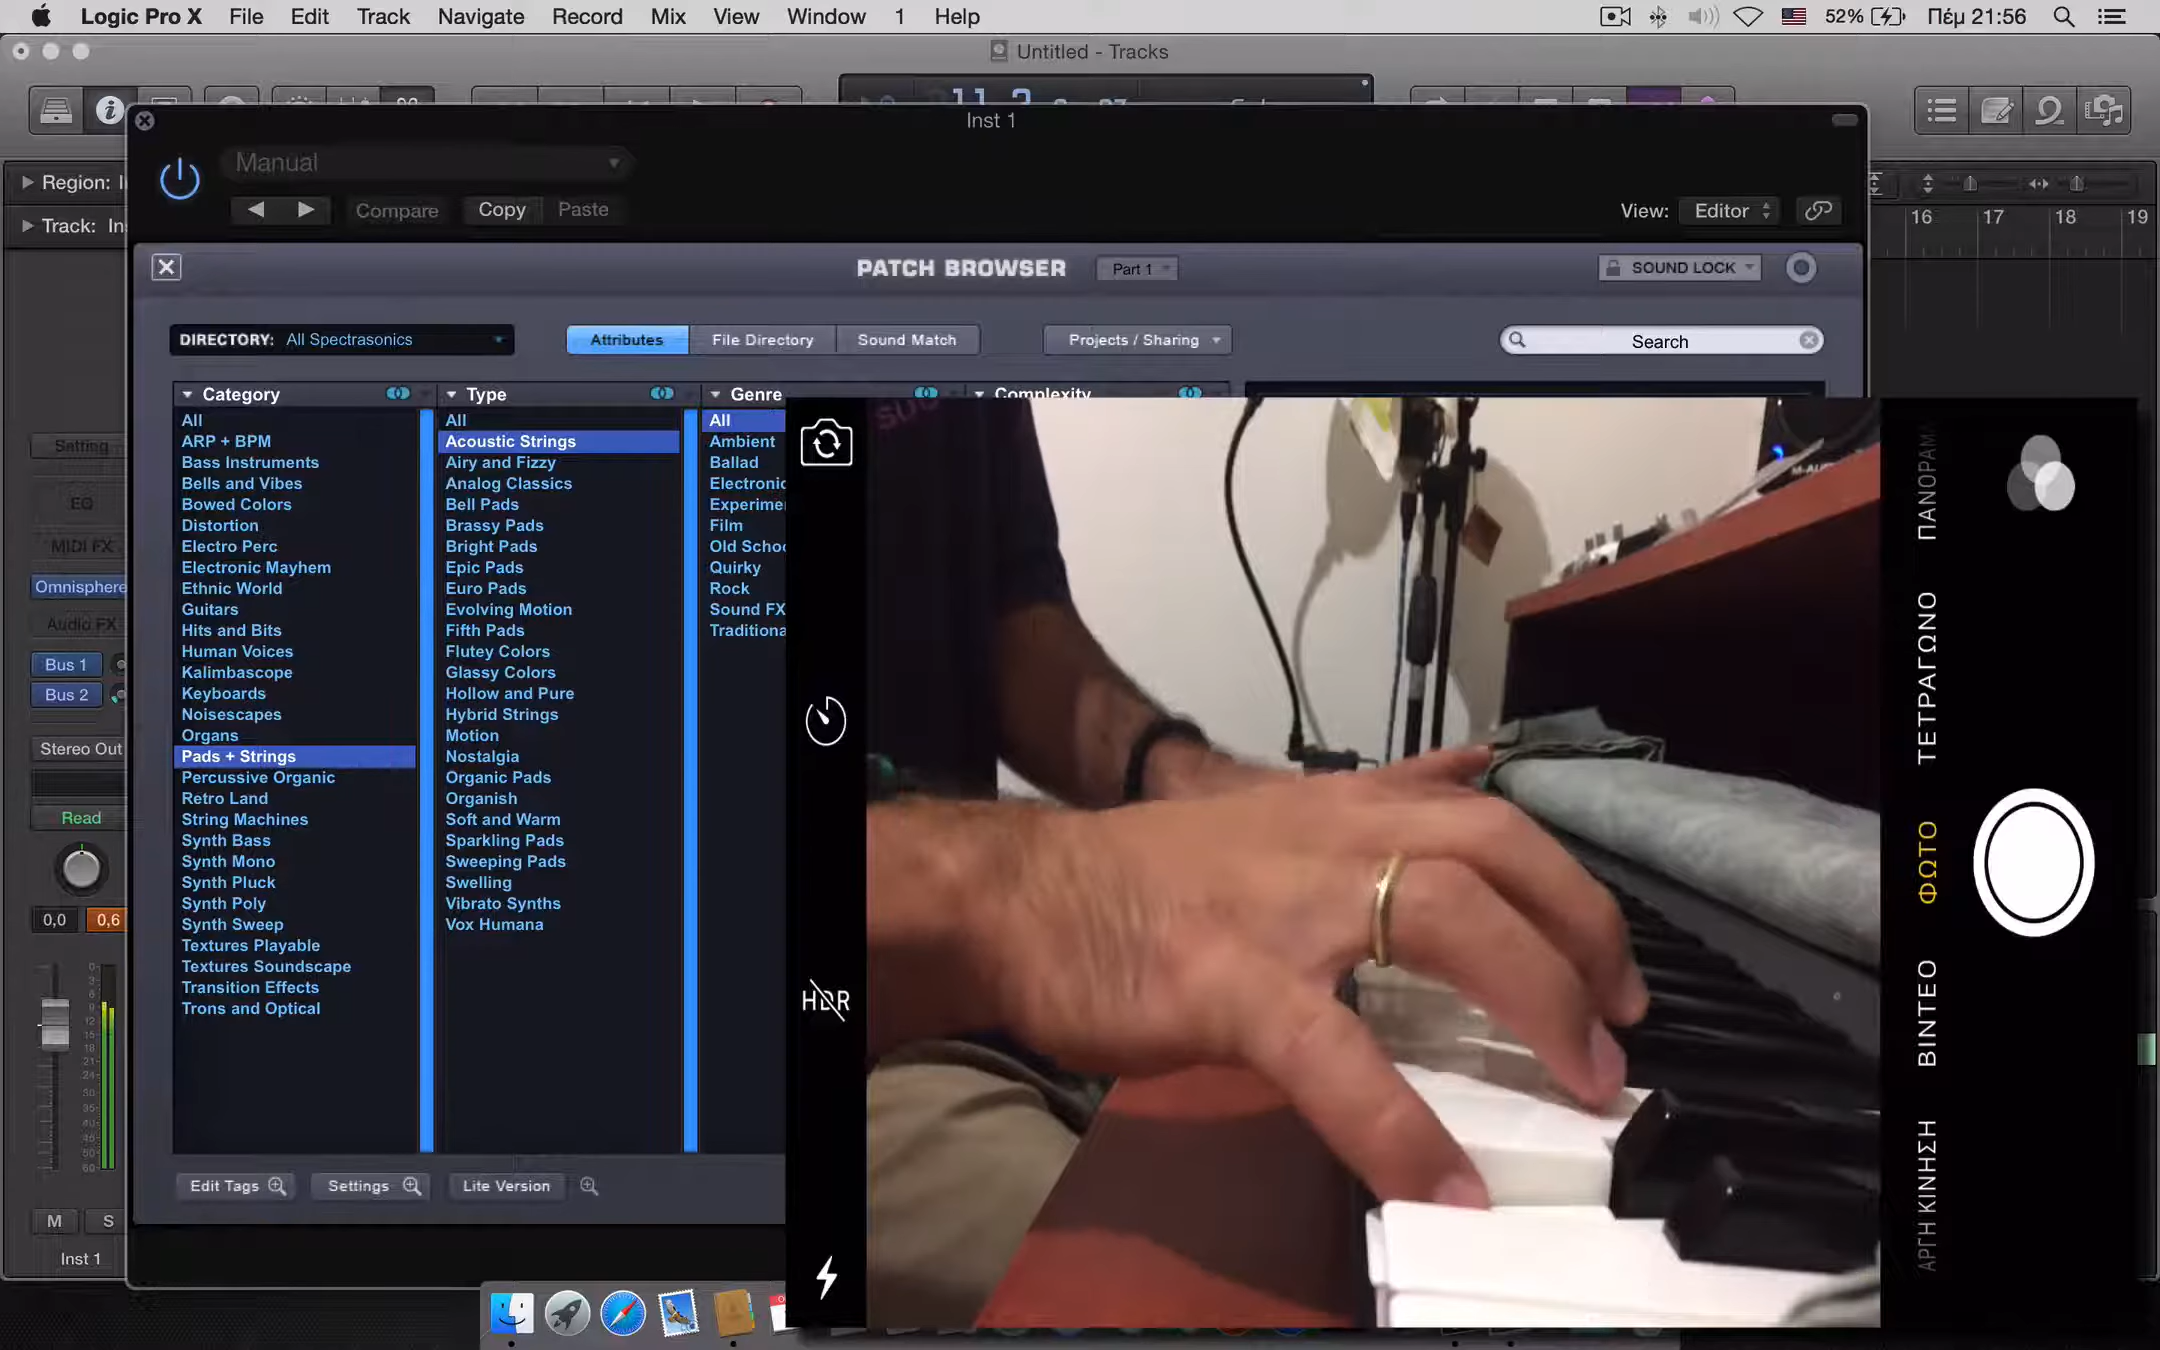 Logic Pro X File Edit Track Mix Navigate Record Mix View Window 1 Help 52% Πέμ 21:56
Untitled - Tracks
Inst 1
Manual
Compare Copy Paste
View: Editor
Region:
Track:
16 17 18 19
PATCH BROWSER Part 1 SOUND LOCK
DIRECTORY: All Spectrasonics Attributes File Directory Sound Match Projects / Sharing Search
Category
All
ARP + BPM
Bass Instruments
Bells and Vibes
Bowed Colors
Distortion
Electro Perc
Electronic Mayhem
Ethnic World
Guitars
Hits and Bits
Human Voices
Kalimbascope
Keyboards
Noisescapes
Organs
Pads + Strings
Percussive Organic
Retro Land
String Machines
Synth Bass
Synth Mono
Synth Pluck
Synth Poly
Synth Sweep
Textures Playable
Textures Soundscape
Transition Effects
Trons and Optical
Type
All
Acoustic Strings
Airy and Fizzy
Analog Classics
Bell Pads
Brassy Pads
Bright Pads
Epic Pads
Euro Pads
Evolving Motion
Fifth Pads
Flutey Colors
Glassy Colors
Hollow and Pure
Hybrid Strings
Motion
Nostalgia
Organic Pads
Organish
Soft and Warm
Sparkling Pads
Sweeping Pads
Swelling
Vibrato Synths
Vox Humana
Genre
All
Ambient
Ballad
Electronic
Experime
Film
Old Schoo
Quirky
Rock
Sound FX
Traditiona
Complexity
Setting
EQ
MIDI FX
Omnisphere
Audio FX
Bus 1
Bus 2
Stereo Out
Read
0,0 0,6
M S
Inst 1
Edit Tags Settings Lite Version
HDR
ΠΑΝΟΡΑΜΑ
ΤΕΤΡΑΓΩΝΟ
ΦΩΤΟ
ΒΙΝΤΕΟ
ΑΡΓΗ ΚΙΝΗΣΗ